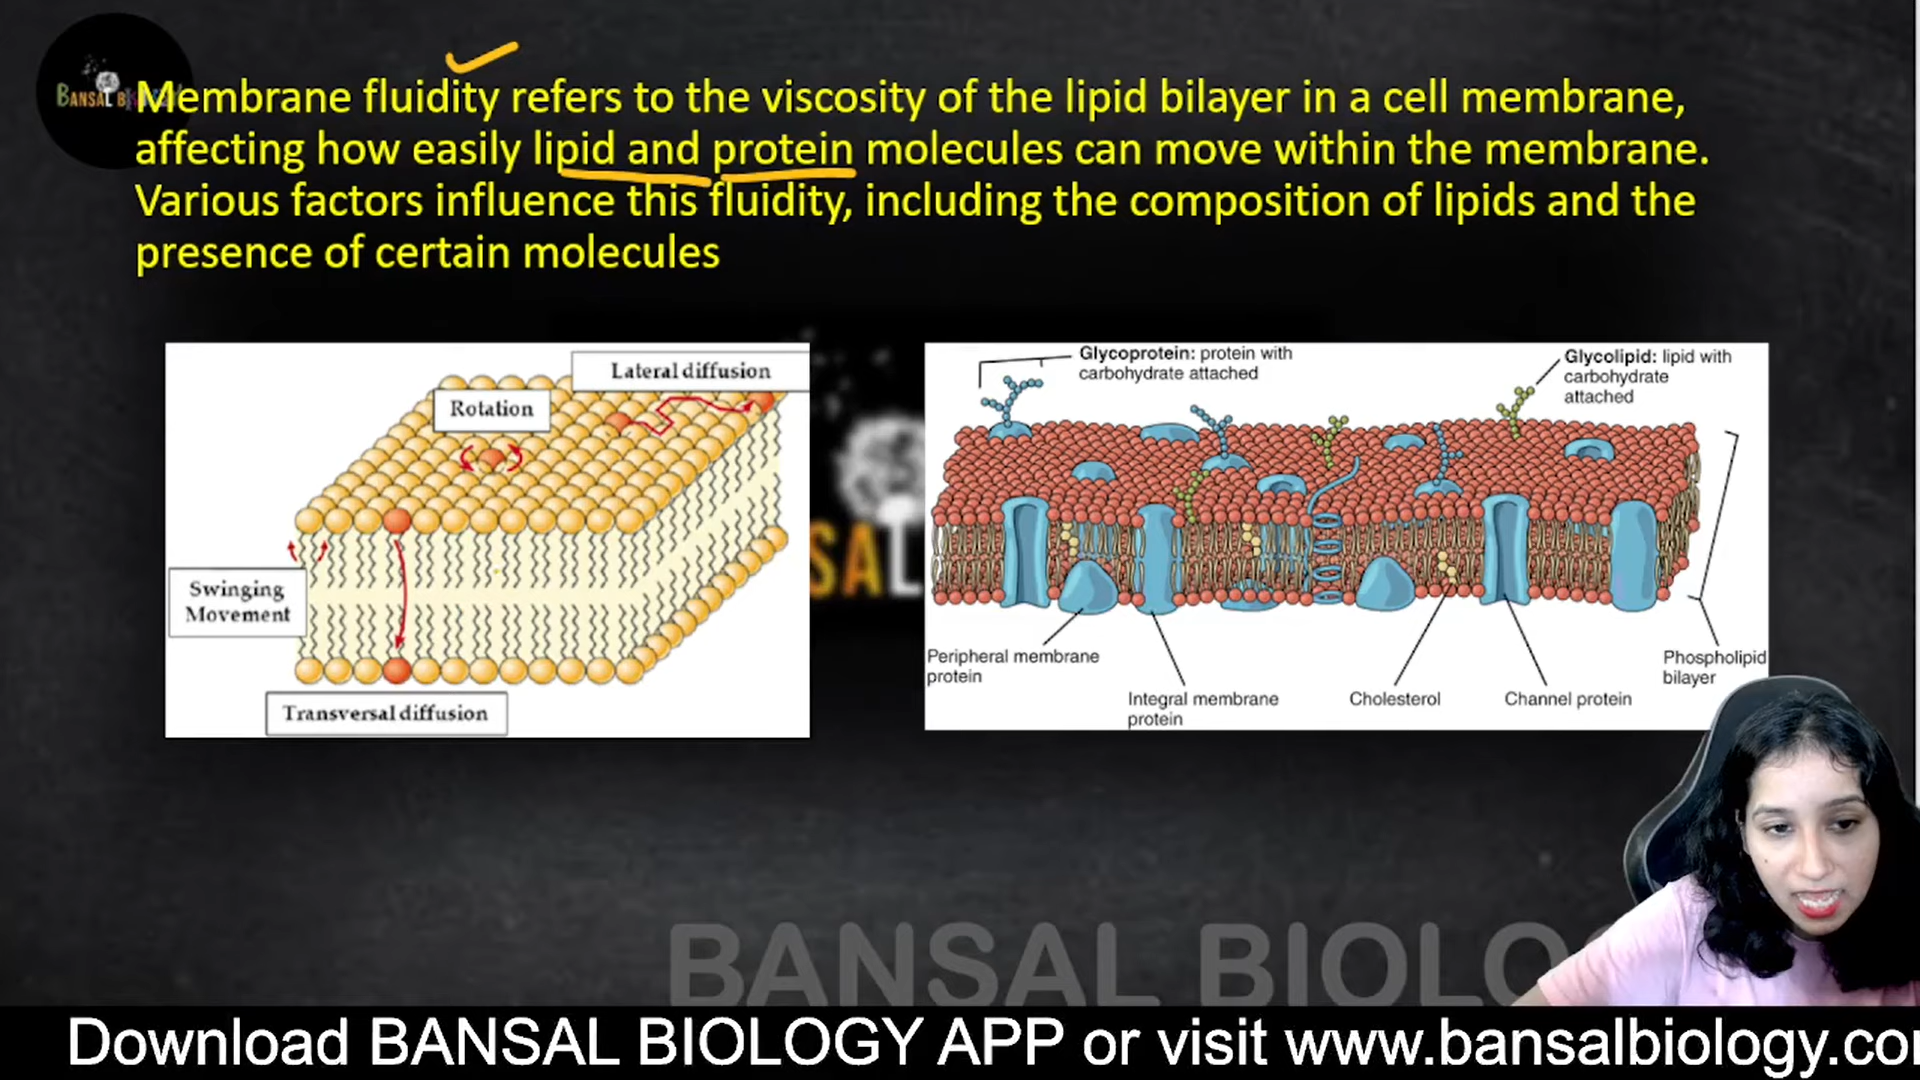 BANSAL B
Membrane fluidity refers to the viscosity of the lipid bilayer in a cell membrane,
affecting how easily lipid and protein molecules can move within the membrane.
Various factors influence this fluidity, including the composition of lipids and the
presence of certain molecules
Lateral diffusion
Rotation
Swinging
Movement
Transversal diffusion
Glycoprotein: protein with
carbohydrate attached
Glycolipid: lipid with
carbohydrate
attached
Peripheral membrane
protein
Integral membrane
protein
Cholesterol
Channel protein
Phospholipid
bilayer
SAL
BANSAL BIOLO
Download BANSAL BIOLOGY APP or visit www.bansalbiology.co